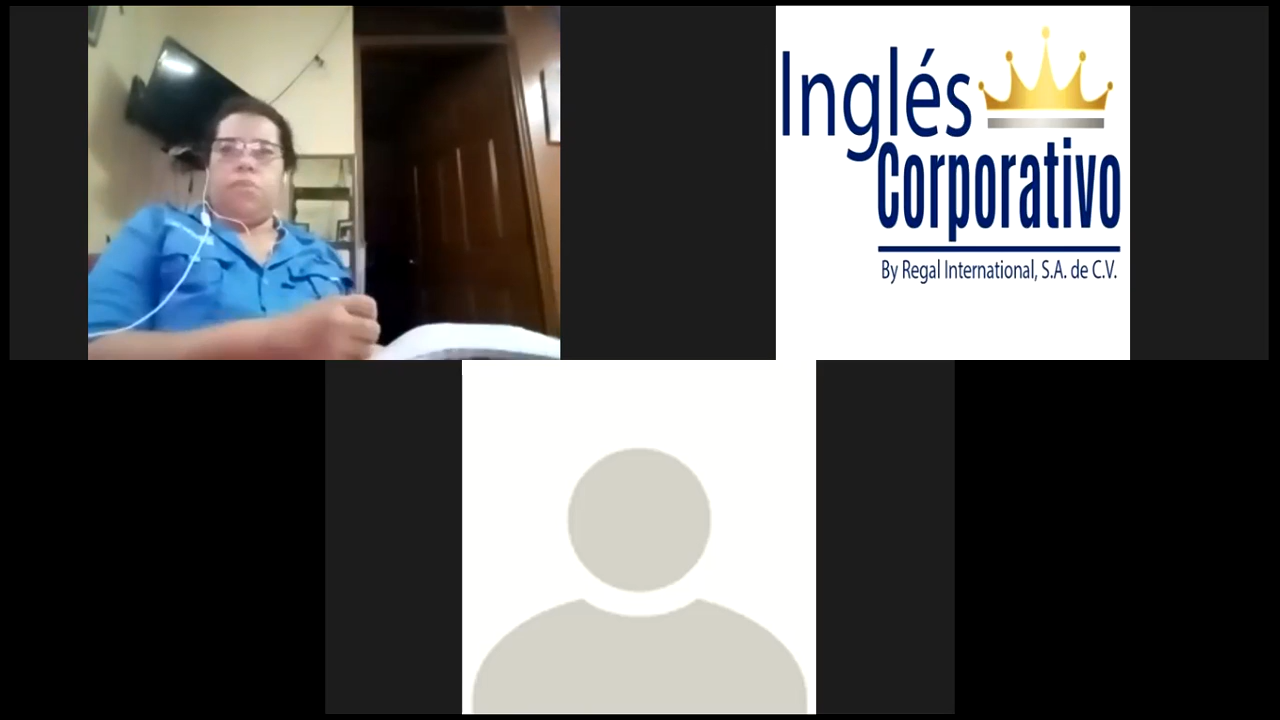 Inglés
Corporativo
By Regal International, S.A. de C.V.